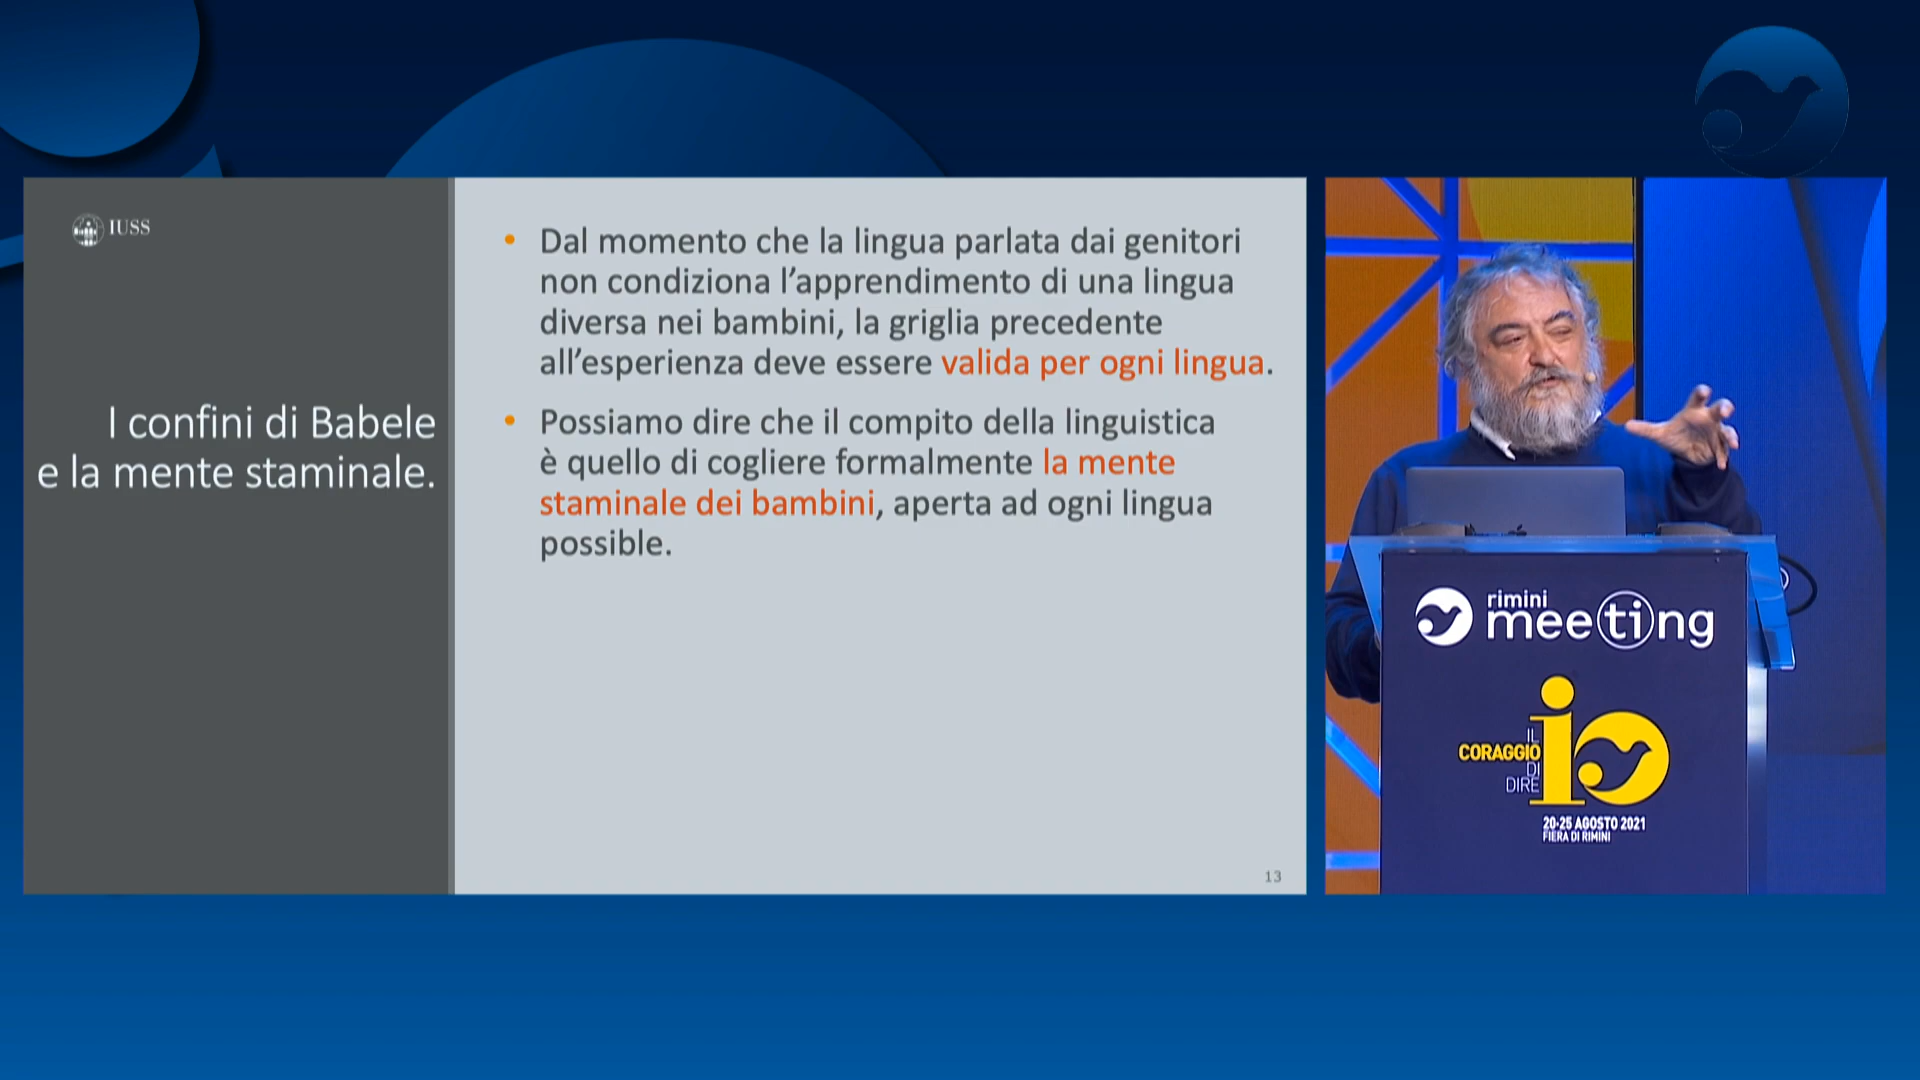 IUSS
I confini di Babele
e la mente staminale.
• Dal momento che la lingua parlata dai genitori
non condiziona l’apprendimento di una lingua
diversa nei bambini, la griglia precedente
all’esperienza deve essere valida per ogni lingua.
• Possiamo dire che il compito della linguistica
è quello di cogliere formalmente la mente
staminale dei bambini, aperta ad ogni lingua
possible.
13
rimini
meeting
IL
CORAGGIO
DI
DIRE
io
20-25 AGOSTO 2021
FIERA DI RIMINI